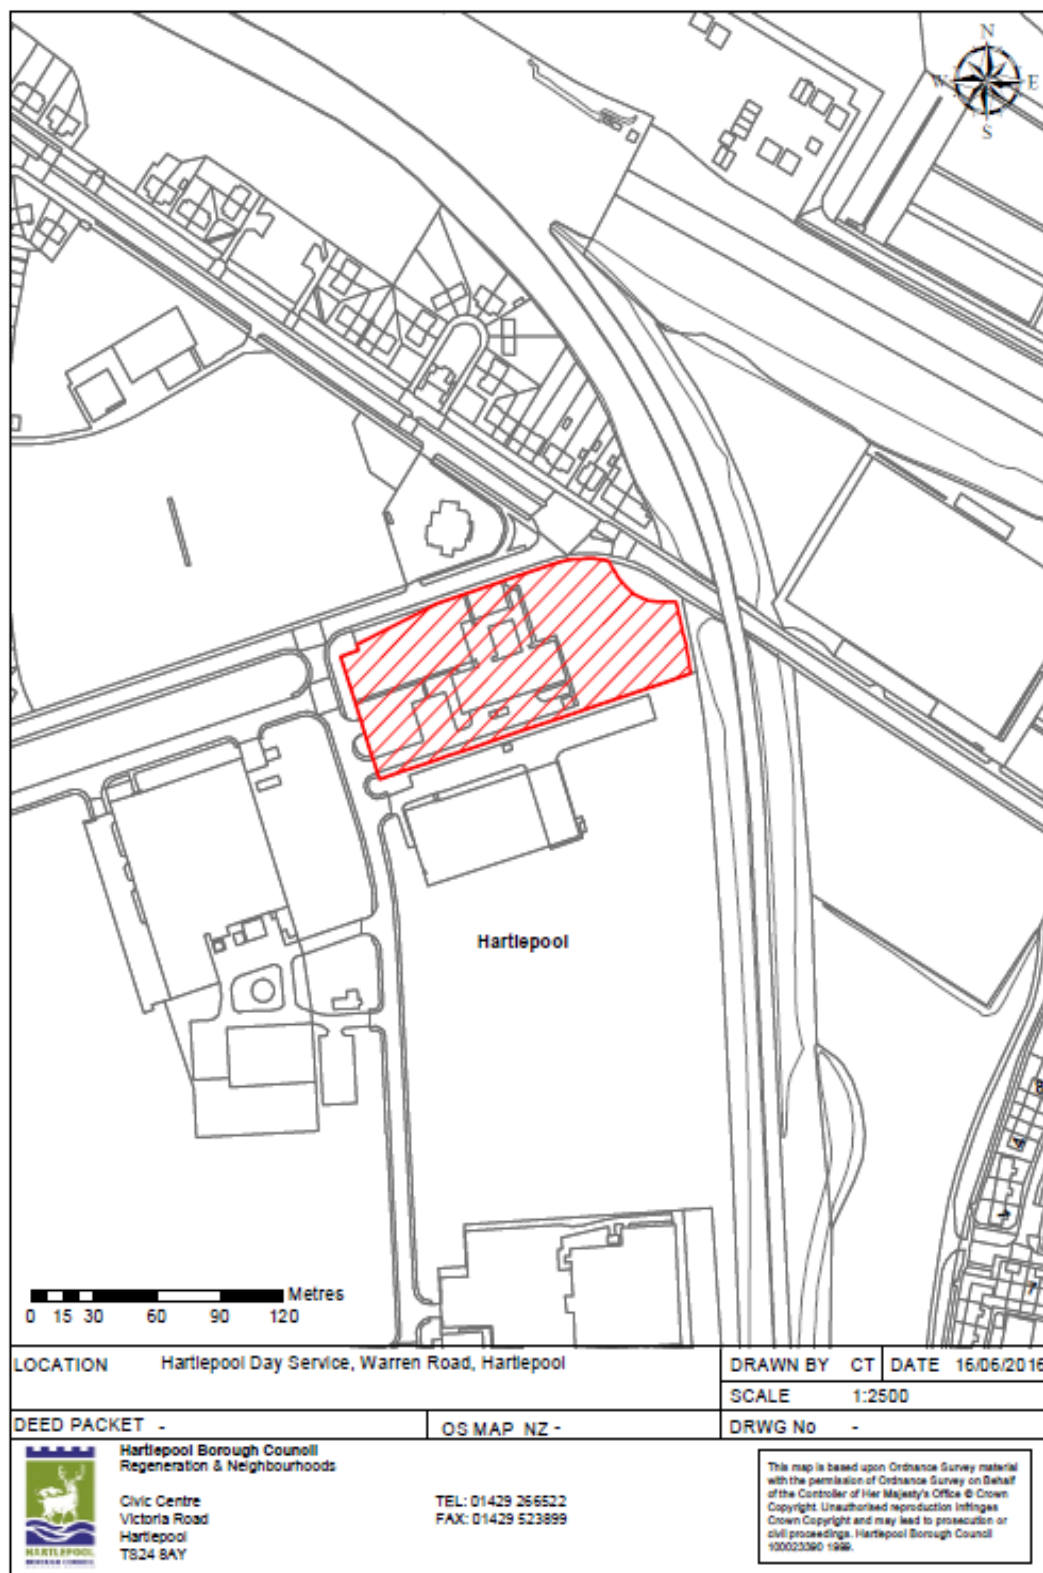 N
W E
S
Hartlepool
Metres
0 15 30 60 90 120
LOCATION Hartlepool Day Service, Warren Road, Hartlepool
DRAWN BY CT DATE 16/06/2016
SCALE 1:2500
DEED PACKET -
OS MAP NZ -
DRWG No -
Hartlepool Borough Council
Regeneration & Neighbourhoods
Civic Centre
Victoria Road
Hartlepool
TS24 8AY
TEL: 01429 266522
FAX: 01429 523899
HARTLEPOOL
BOROUGH COUNCIL
This map is based upon Ordnance Survey material
with the permission of Ordnance Survey on Behalf
of the Controller of Her Majesty's Office © Crown
Copyright. Unauthorised reproduction infringes
Crown Copyright and may lead to prosecution or
civil proceedings. Hartlepool Borough Council
100023390 1999.